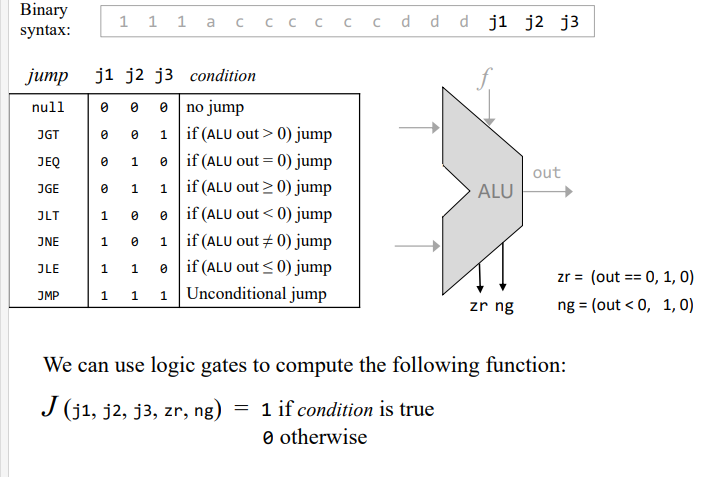 Binary
syntax:
1 1 1 a c c c c c c d d d j1 j2 j3
jump j1 j2 j3 condition
null 0 0 0 no jump
JGT 0 0 1 if (ALU out > 0) jump
JEQ 0 1 0 if (ALU out = 0) jump
JGE 0 1 1 if (ALU out ≥ 0) jump
JLT 1 0 0 if (ALU out < 0) jump
JNE 1 0 1 if (ALU out ≠ 0) jump
JLE 1 1 0 if (ALU out ≤ 0) jump
JMP 1 1 1 Unconditional jump
f
ALU
out
zr ng
zr = (out == 0, 1, 0)
ng = (out < 0, 1, 0)
We can use logic gates to compute the following function:
J (j1, j2, j3, zr, ng) = 1 if condition is true
0 otherwise